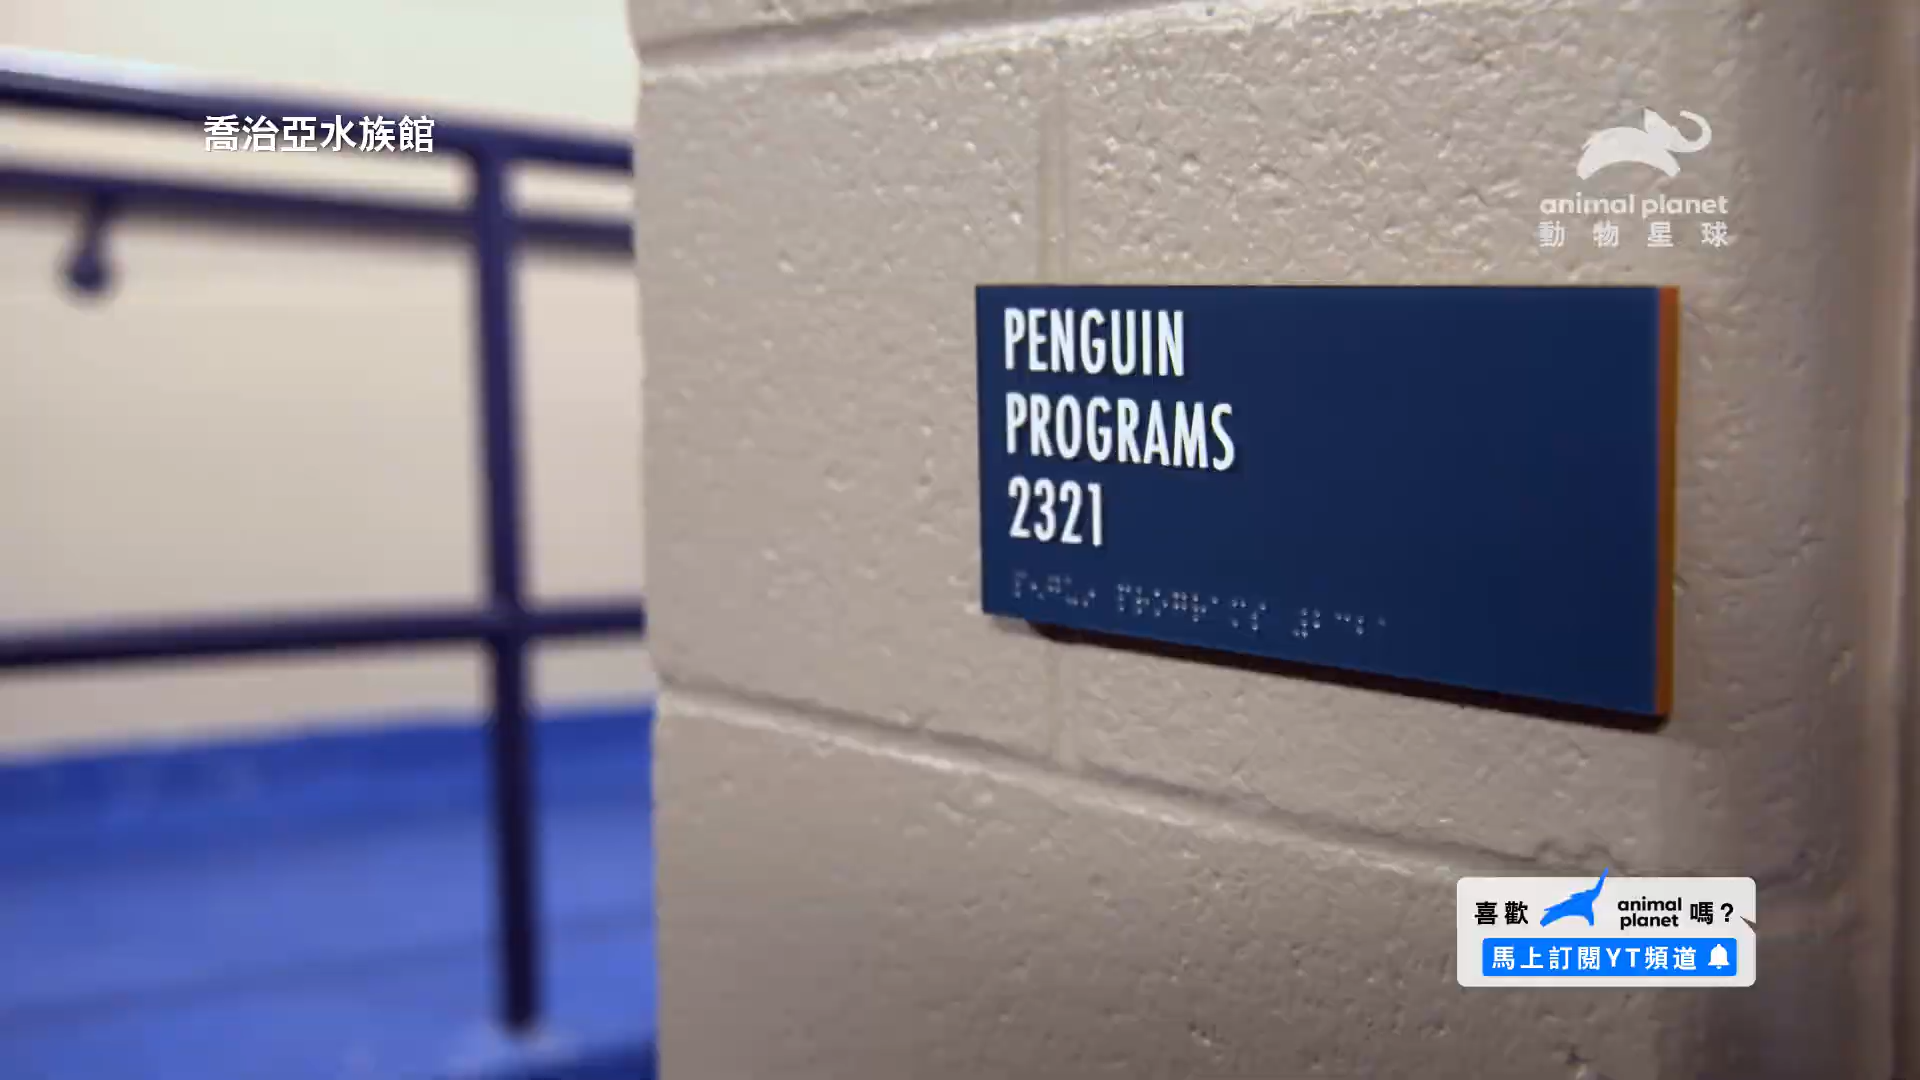 喬治亞水族館
animal planet
動物星球
PENGUIN
PROGRAMS
2321
喜歡 animal planet 嗎?
馬上訂閱YT頻道